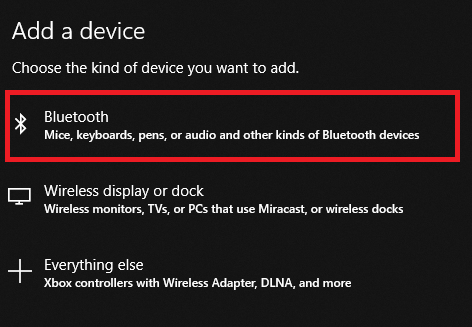 Add a device
Choose the kind of device you want to add.
Bluetooth
Mice, keyboards, pens, or audio and other kinds of Bluetooth devices
Wireless display or dock
Wireless monitors, TVs, or PCs that use Miracast, or wireless docks
Everything else
Xbox controllers with Wireless Adapter, DLNA, and more